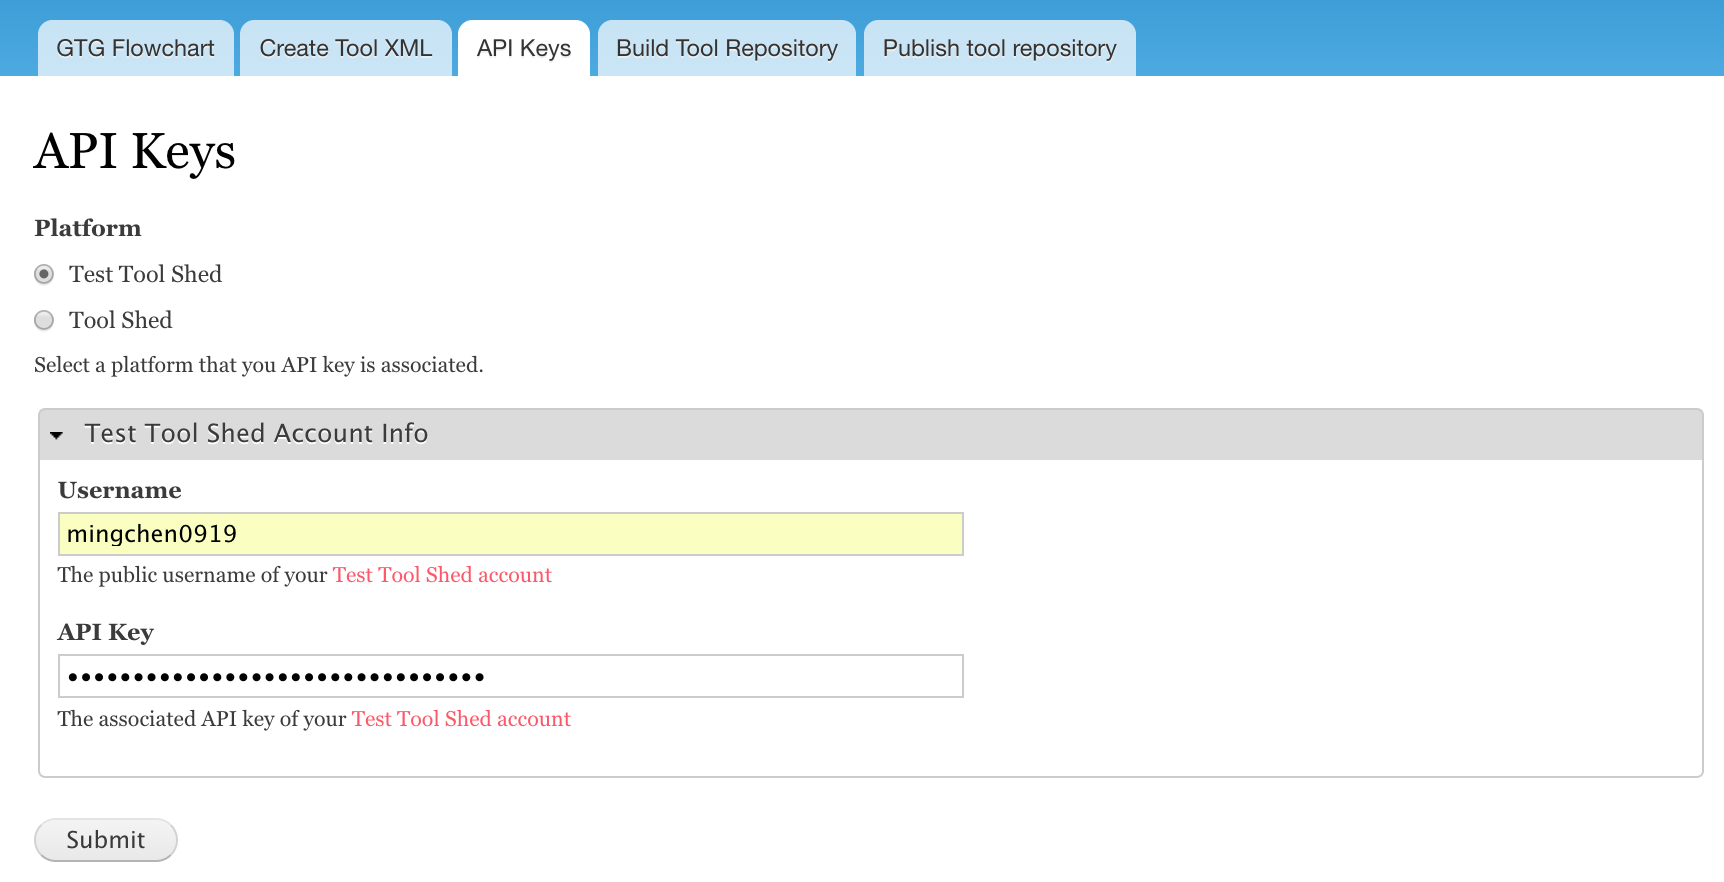 GTG Flowchart Create Tool XML API Keys Build Tool Repository Publish tool repository
API Keys
Platform
Test Tool Shed
Tool Shed
Select a platform that you API key is associated.
Test Tool Shed Account Info
Username
mingchen0919
The public username of your Test Tool Shed account
API Key
••••••••••••••••••••••••••••••••
The associated API key of your Test Tool Shed account
Submit